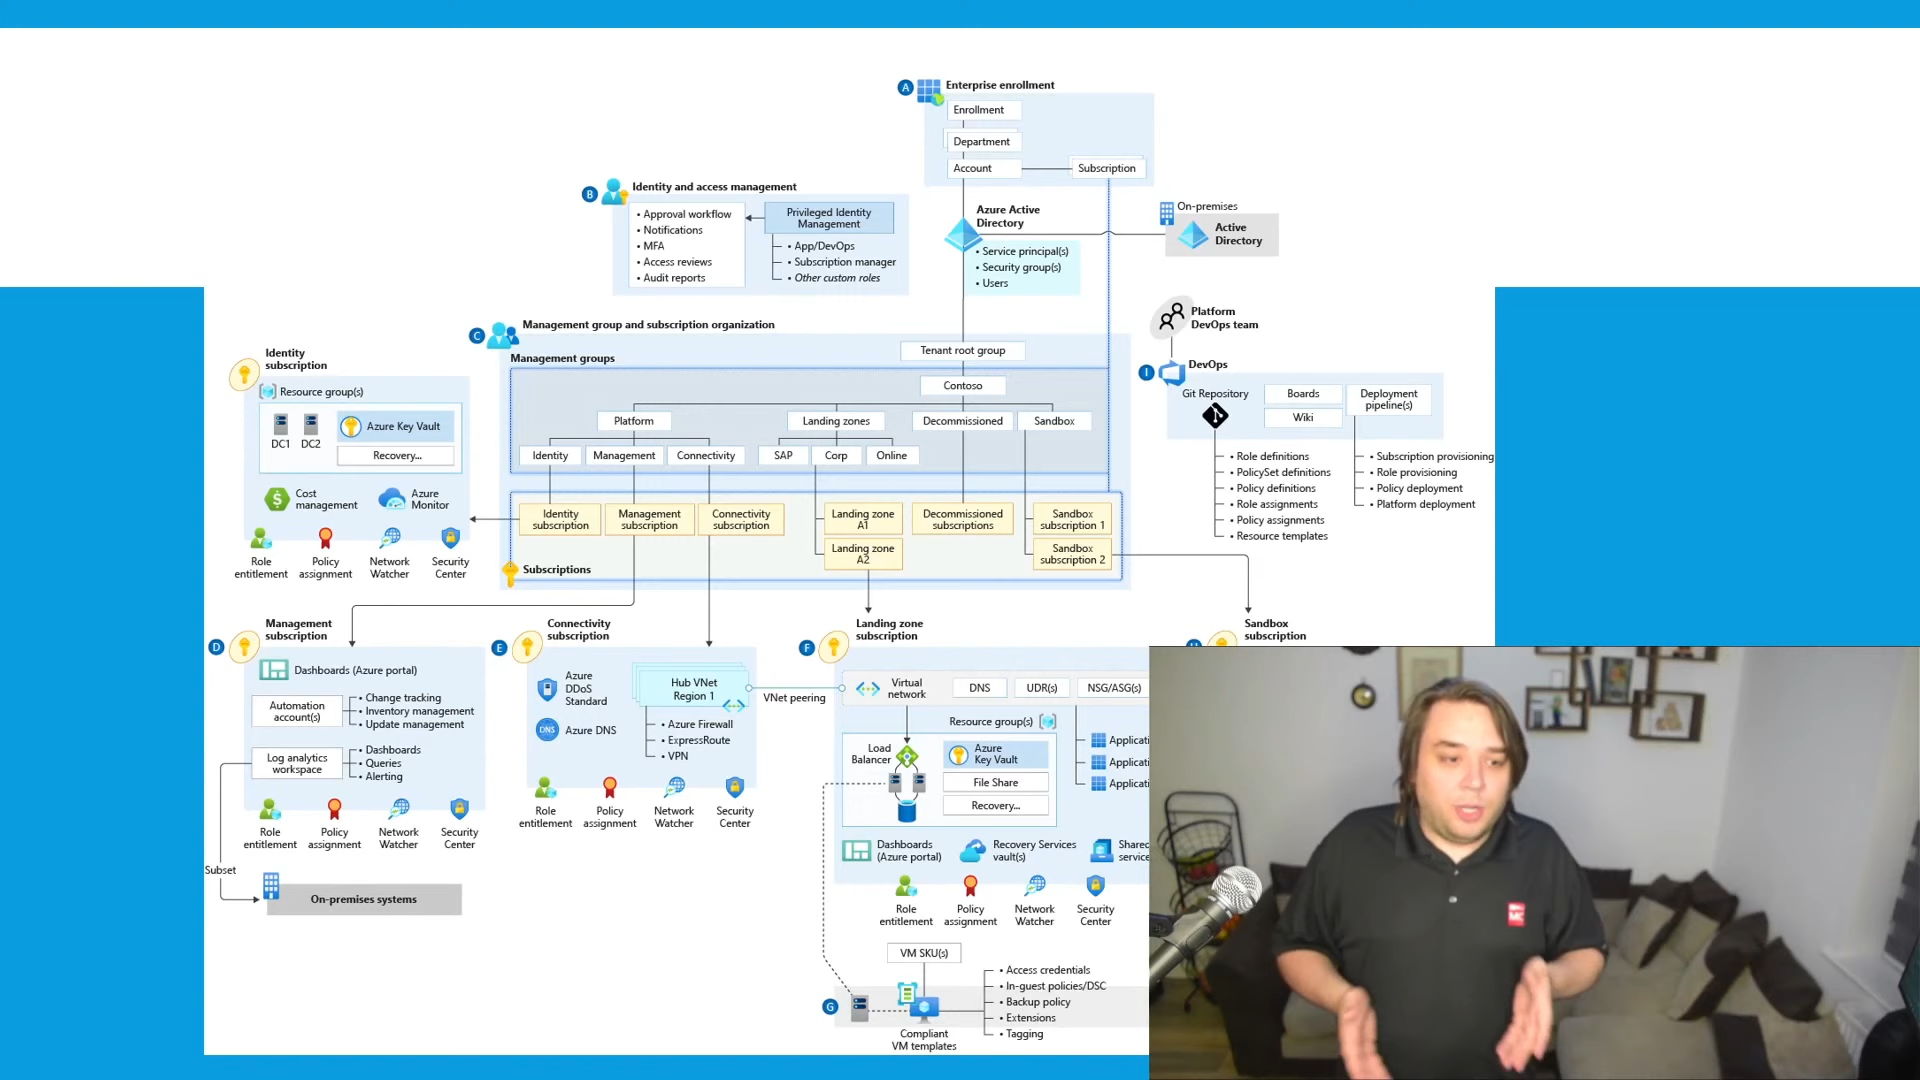 A
Enterprise enrollment
Enrollment
Department
Account
Subscription
B
Identity and access management
• Approval workflow
• Notifications
• MFA
• Access reviews
• Audit reports
Privileged Identity
Management
• App/DevOps
• Subscription manager
• Other custom roles
Azure Active
Directory
• Service principal(s)
• Security group(s)
• Users
On-premises
Active
Directory
C
Management group and subscription organization
Management groups
Tenant root group
Contoso
Platform
Landing zones
Decommissioned
Sandbox
Identity
Management
Connectivity
SAP
Corp
Online
Identity
subscription
Management
subscription
Connectivity
subscription
Landing zone
A1
Landing zone
A2
Decommissioned
subscriptions
Sandbox
subscription 1
Sandbox
subscription 2
Subscriptions
Platform
DevOps team
I
DevOps
Git Repository
Boards
Wiki
Deployment
pipeline(s)
• Role definitions
• PolicySet definitions
• Policy definitions
• Role assignments
• Policy assignments
• Resource templates
• Subscription provisioning
• Role provisioning
• Policy deployment
• Platform deployment
Identity
subscription
Resource group(s)
DC1
DC2
Azure Key Vault
Recovery...
Cost
management
Azure
Monitor
Role
entitlement
Policy
assignment
Network
Watcher
Security
Center
D
Management
subscription
Dashboards (Azure portal)
Automation
account(s)
• Change tracking
• Inventory management
• Update management
Log analytics
workspace
• Dashboards
• Queries
• Alerting
Role
entitlement
Policy
assignment
Network
Watcher
Security
Center
Subset
On-premises systems
E
Connectivity
subscription
Azure
DDoS
Standard
DNS
Azure DNS
Hub VNet
Region 1
• Azure Firewall
• ExpressRoute
• VPN
Role
entitlement
Policy
assignment
Network
Watcher
Security
Center
VNet peering
F
Landing zone
subscription
Virtual
network
DNS
UDR(s)
NSG/ASG(s)
Resource group(s)
Load
Balancer
Azure
Key Vault
File Share
Recovery...
Applicati
Applicati
Applicati
Dashboards
(Azure portal)
Recovery Services
vault(s)
Shared
service
Role
entitlement
Policy
assignment
Network
Watcher
Security
Center
VM SKU(s)
G
Compliant
VM templates
• Access credentials
• In-guest policies/DSC
• Backup policy
• Extensions
• Tagging
Sandbox
subscription